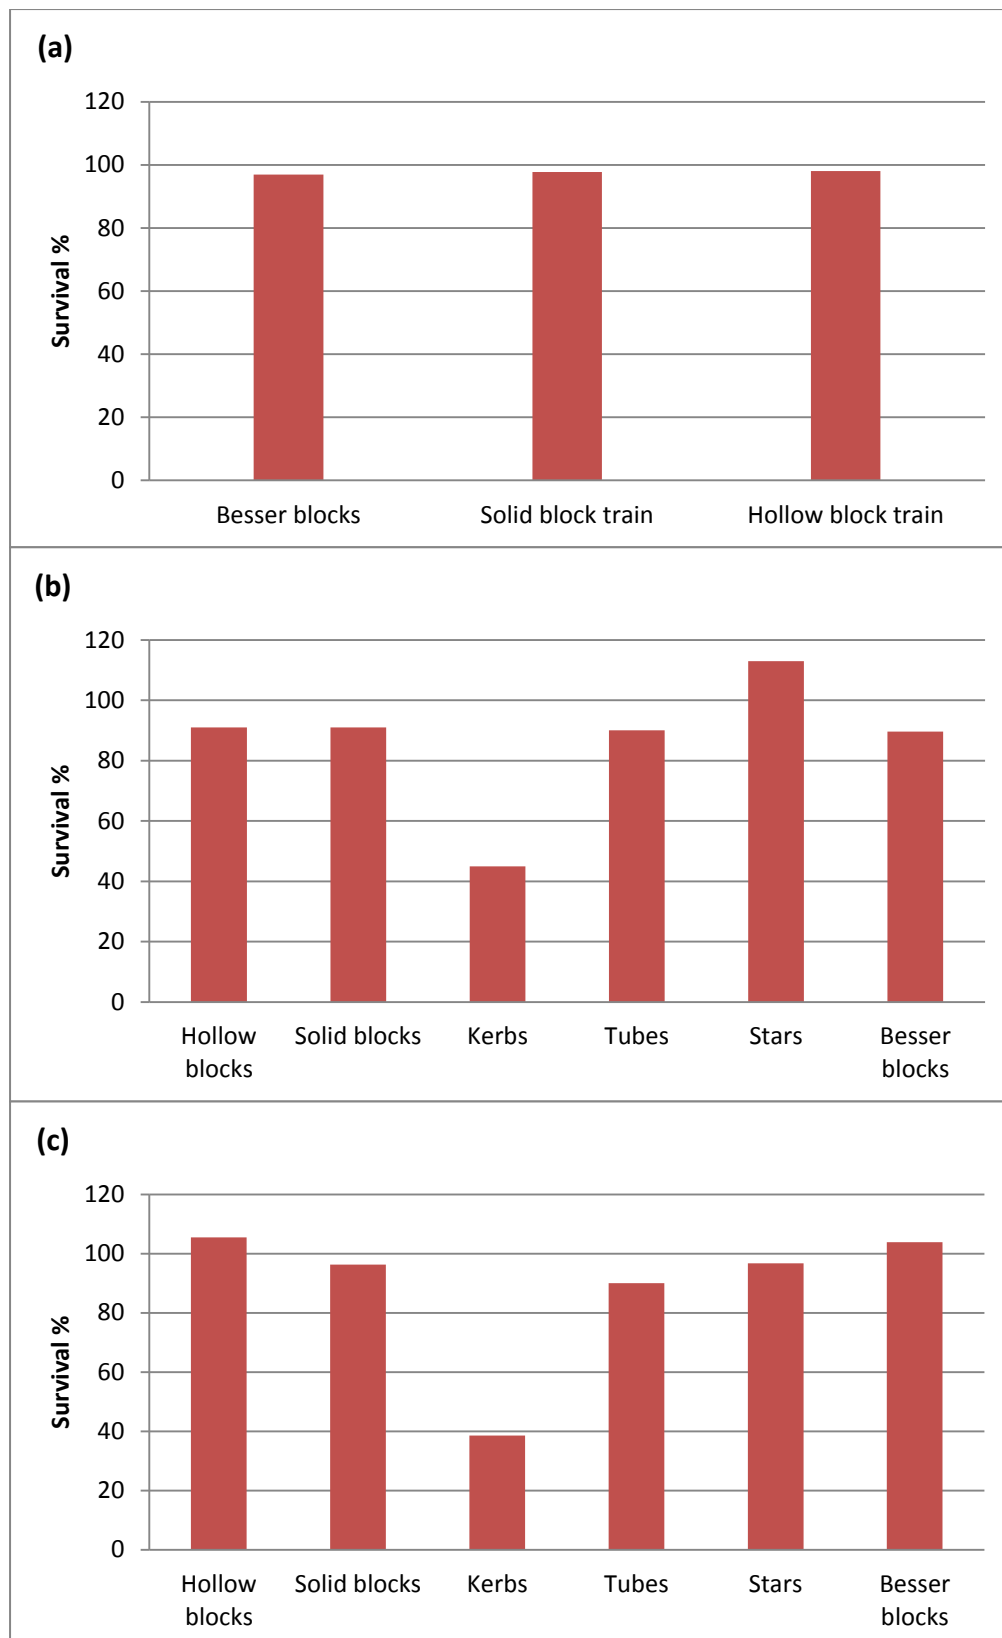 (a)
120
100
80
60
40
20
0
Survival %
Besser blocks Solid block train Hollow block train
(b)
120
100
80
60
40
20
0
Survival %
Hollow blocks Solid blocks Kerbs Tubes Stars Besser blocks
(c)
120
100
80
60
40
20
0
Survival %
Hollow blocks Solid blocks Kerbs Tubes Stars Besser blocks